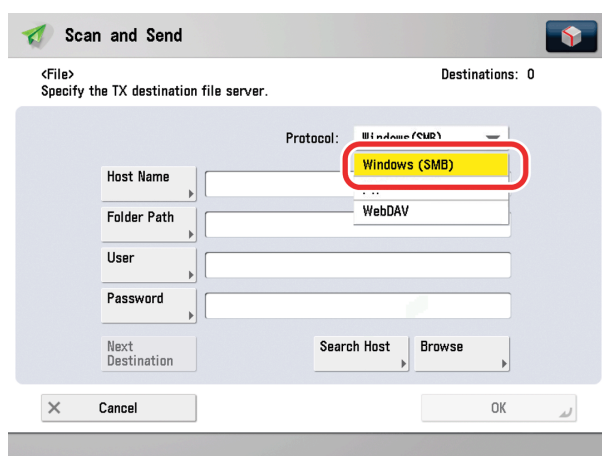 Scan and Send
<File>
Destinations: 0
Specify the TX destination file server.
Protocol:
Windows (SMB)
Host Name
Folder Path
WebDAV
User
Password
Next
Destination
Search Host
Browse
Cancel
OK